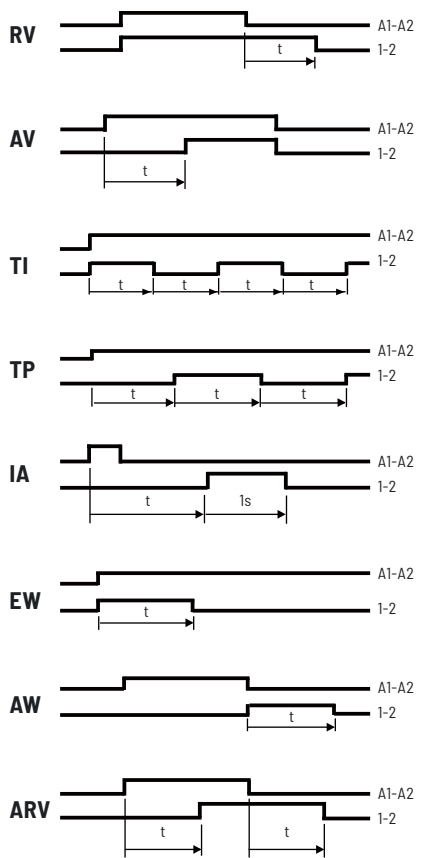 RV A1-A2
1-2
t
AV A1-A2
1-2
t
TI A1-A2
1-2
t t t t
TP A1-A2
1-2
t t t
IA A1-A2
1-2
t 1s
EW A1-A2
1-2
t
AW A1-A2
1-2
t
ARV A1-A2
1-2
t t